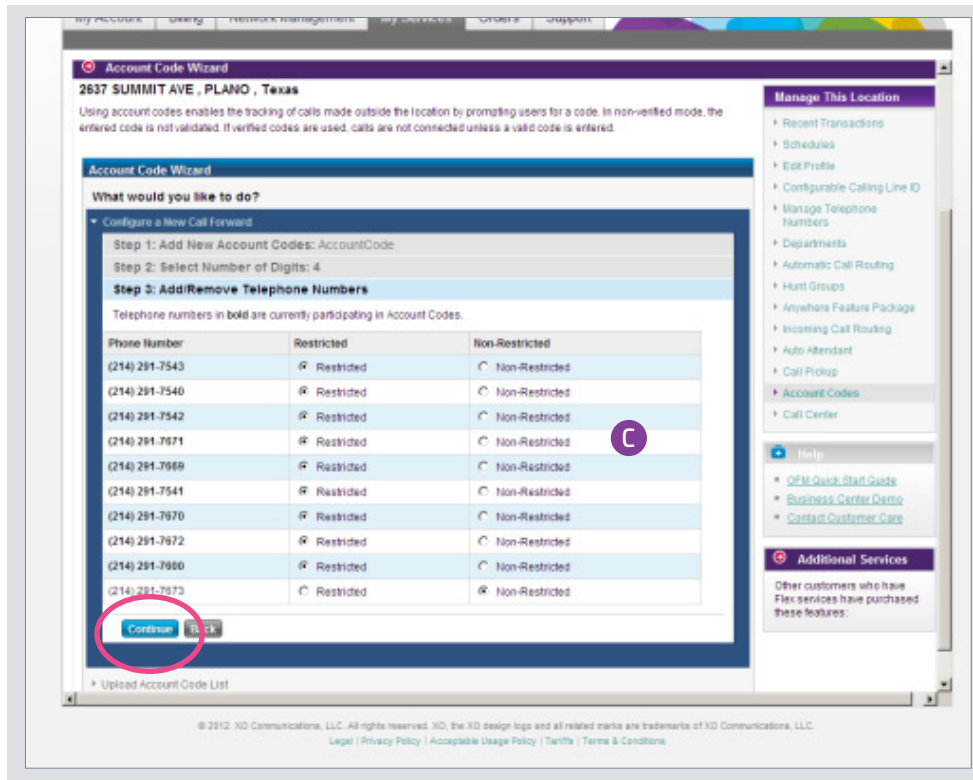 My Account Billing Network Management My Services Orders Support
Account Code Wizard
2637 SUMMIT AVE , PLANO , Texas
Using account codes enables the tracking of calls made outside the location by prompting users for a code. In non-verified mode, the
entered code is not validated. If verified codes are used, calls are not connected unless a valid code is entered.
Account Code Wizard
What would you like to do?
Configure a New Call Forward
Step 1: Add New Account Codes: AccountCode
Step 2: Select Number of Digits: 4
Step 3: Add/Remove Telephone Numbers
Telephone numbers in bold are currently participating in Account Codes.
Phone Number Restricted Non-Restricted
(214) 291-7543 Restricted Non-Restricted
(214) 291-7540 Restricted Non-Restricted
(214) 291-7542 Restricted Non-Restricted
(214) 291-7671 Restricted Non-Restricted
C
(214) 291-7669 Restricted Non-Restricted
(214) 291-7541 Restricted Non-Restricted
(214) 291-7670 Restricted Non-Restricted
(214) 291-7672 Restricted Non-Restricted
(214) 291-7600 Restricted Non-Restricted
(214) 291-7673 Restricted Non-Restricted
Continue Back
Upload Account Code List
Manage This Location
Recent Transactions
Schedules
Edit Profile
Configurable Calling Line ID
Manage Telephone
Numbers
Departments
Automatic Call Routing
Hunt Groups
Anywhere Feature Package
Incoming Call Routing
Auto Attendant
Call Pickup
Account Codes
Call Center
Help
OFM Quick Start Guide
Business Center Demo
Contact Customer Care
Additional Services
Other customers who have
Flex services have purchased
these features:
© 2012. XO Communications, LLC. All rights reserved. XO, the XO design logo and all related marks are trademarks of XO Communications, LLC.
Legal | Privacy Policy | Acceptable Usage Policy | Tariffs | Terme & Conditions